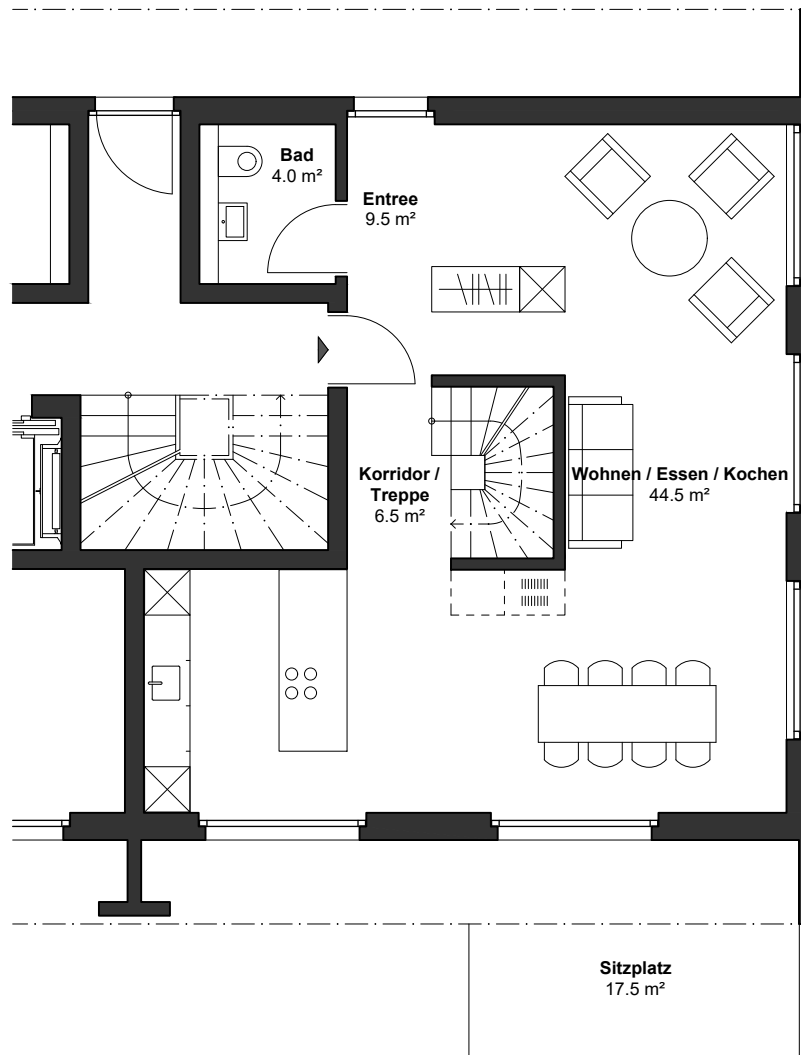 Bad
4.0 m²
Entree
9.5 m²
Korridor /
Treppe
6.5 m²
Wohnen / Essen / Kochen
44.5 m²
Sitzplatz
17.5 m²